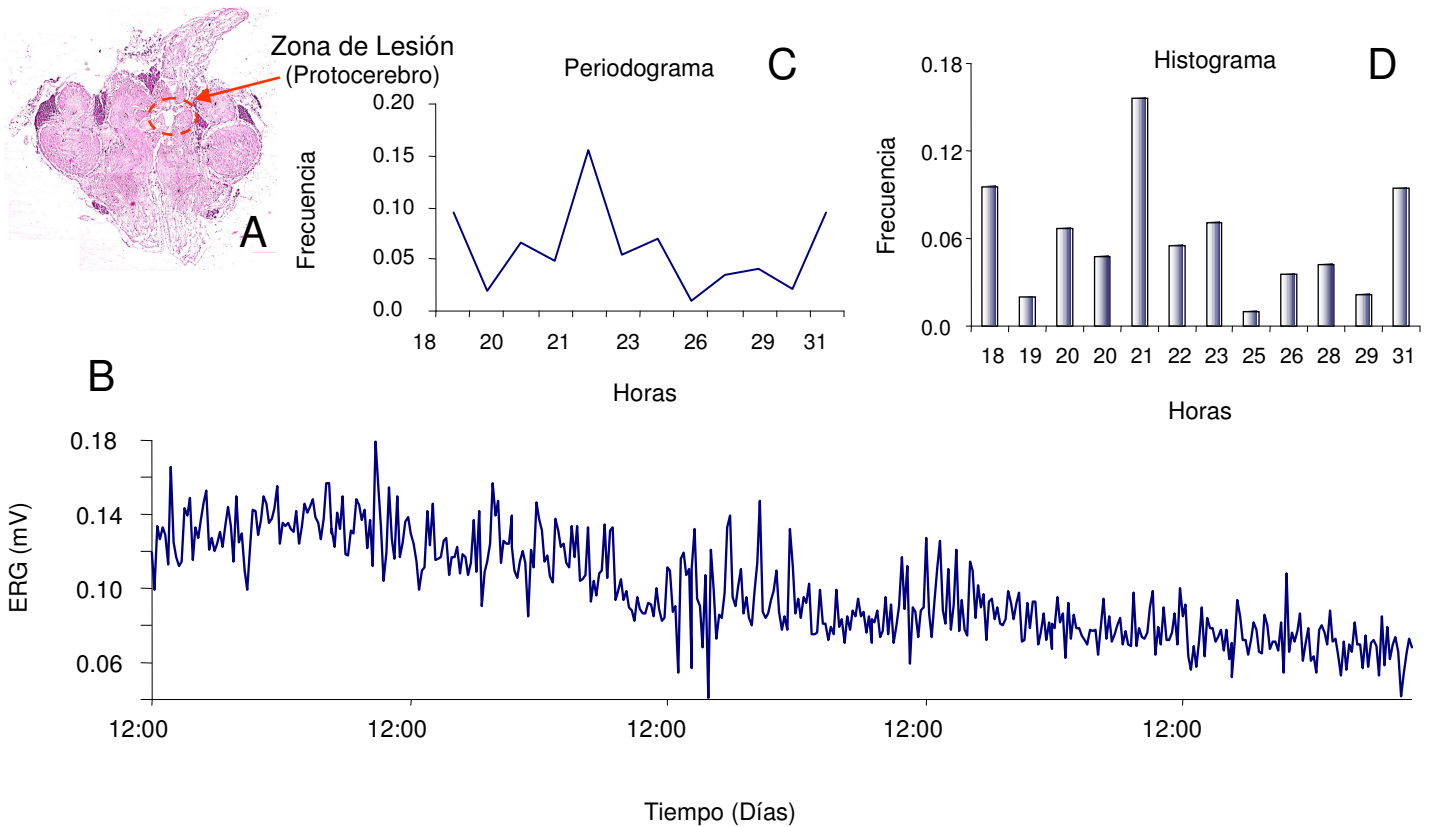 Zona de Lesión
(Protocerebro)
A
Periodograma
C
Frecuencia
0.20
0.15
0.10
0.05
0.0
18 20 21 23 26 29 31
Horas
Histograma
D
Frecuencia
0.18
0.12
0.06
0.0
18 19 20 20 21 22 23 25 26 28 29 31
Horas
B
ERG (mV)
0.18
0.14
0.10
0.06
12:00 12:00 12:00 12:00 12:00
Tiempo (Días)